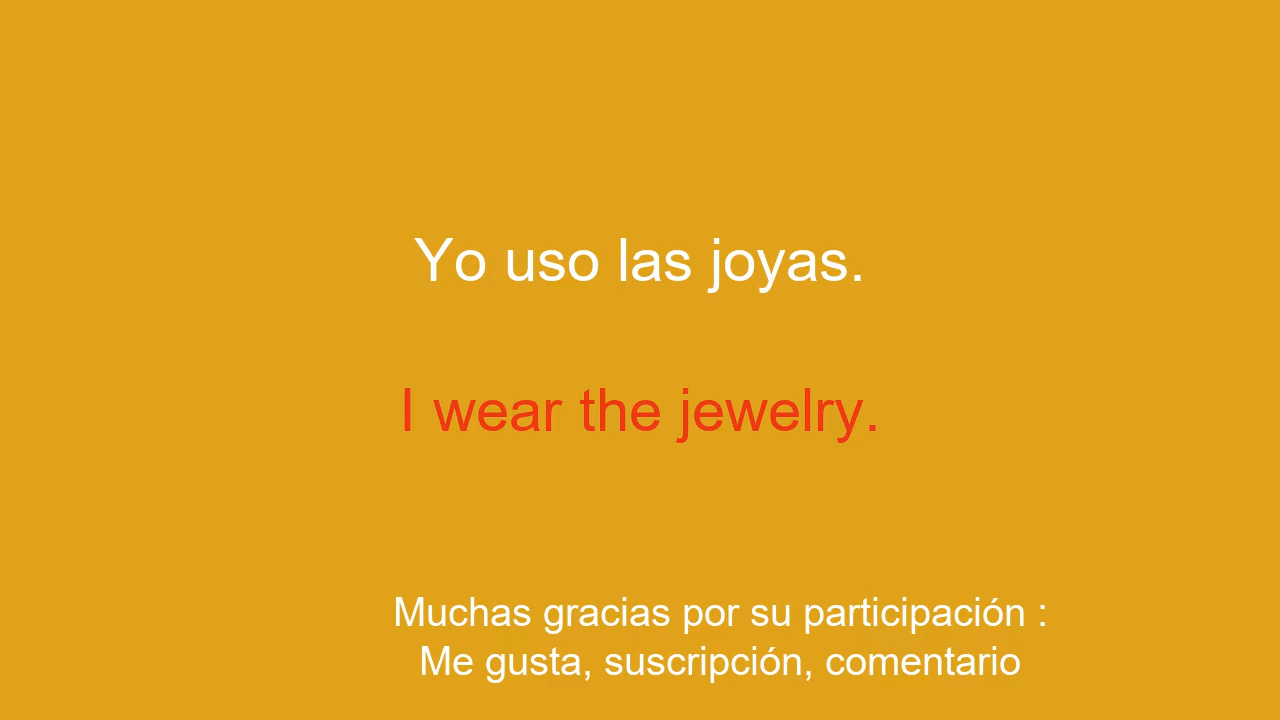 Yo uso las joyas.
I wear the jewelry.
Muchas gracias por su participación :
Me gusta, suscripción, comentario